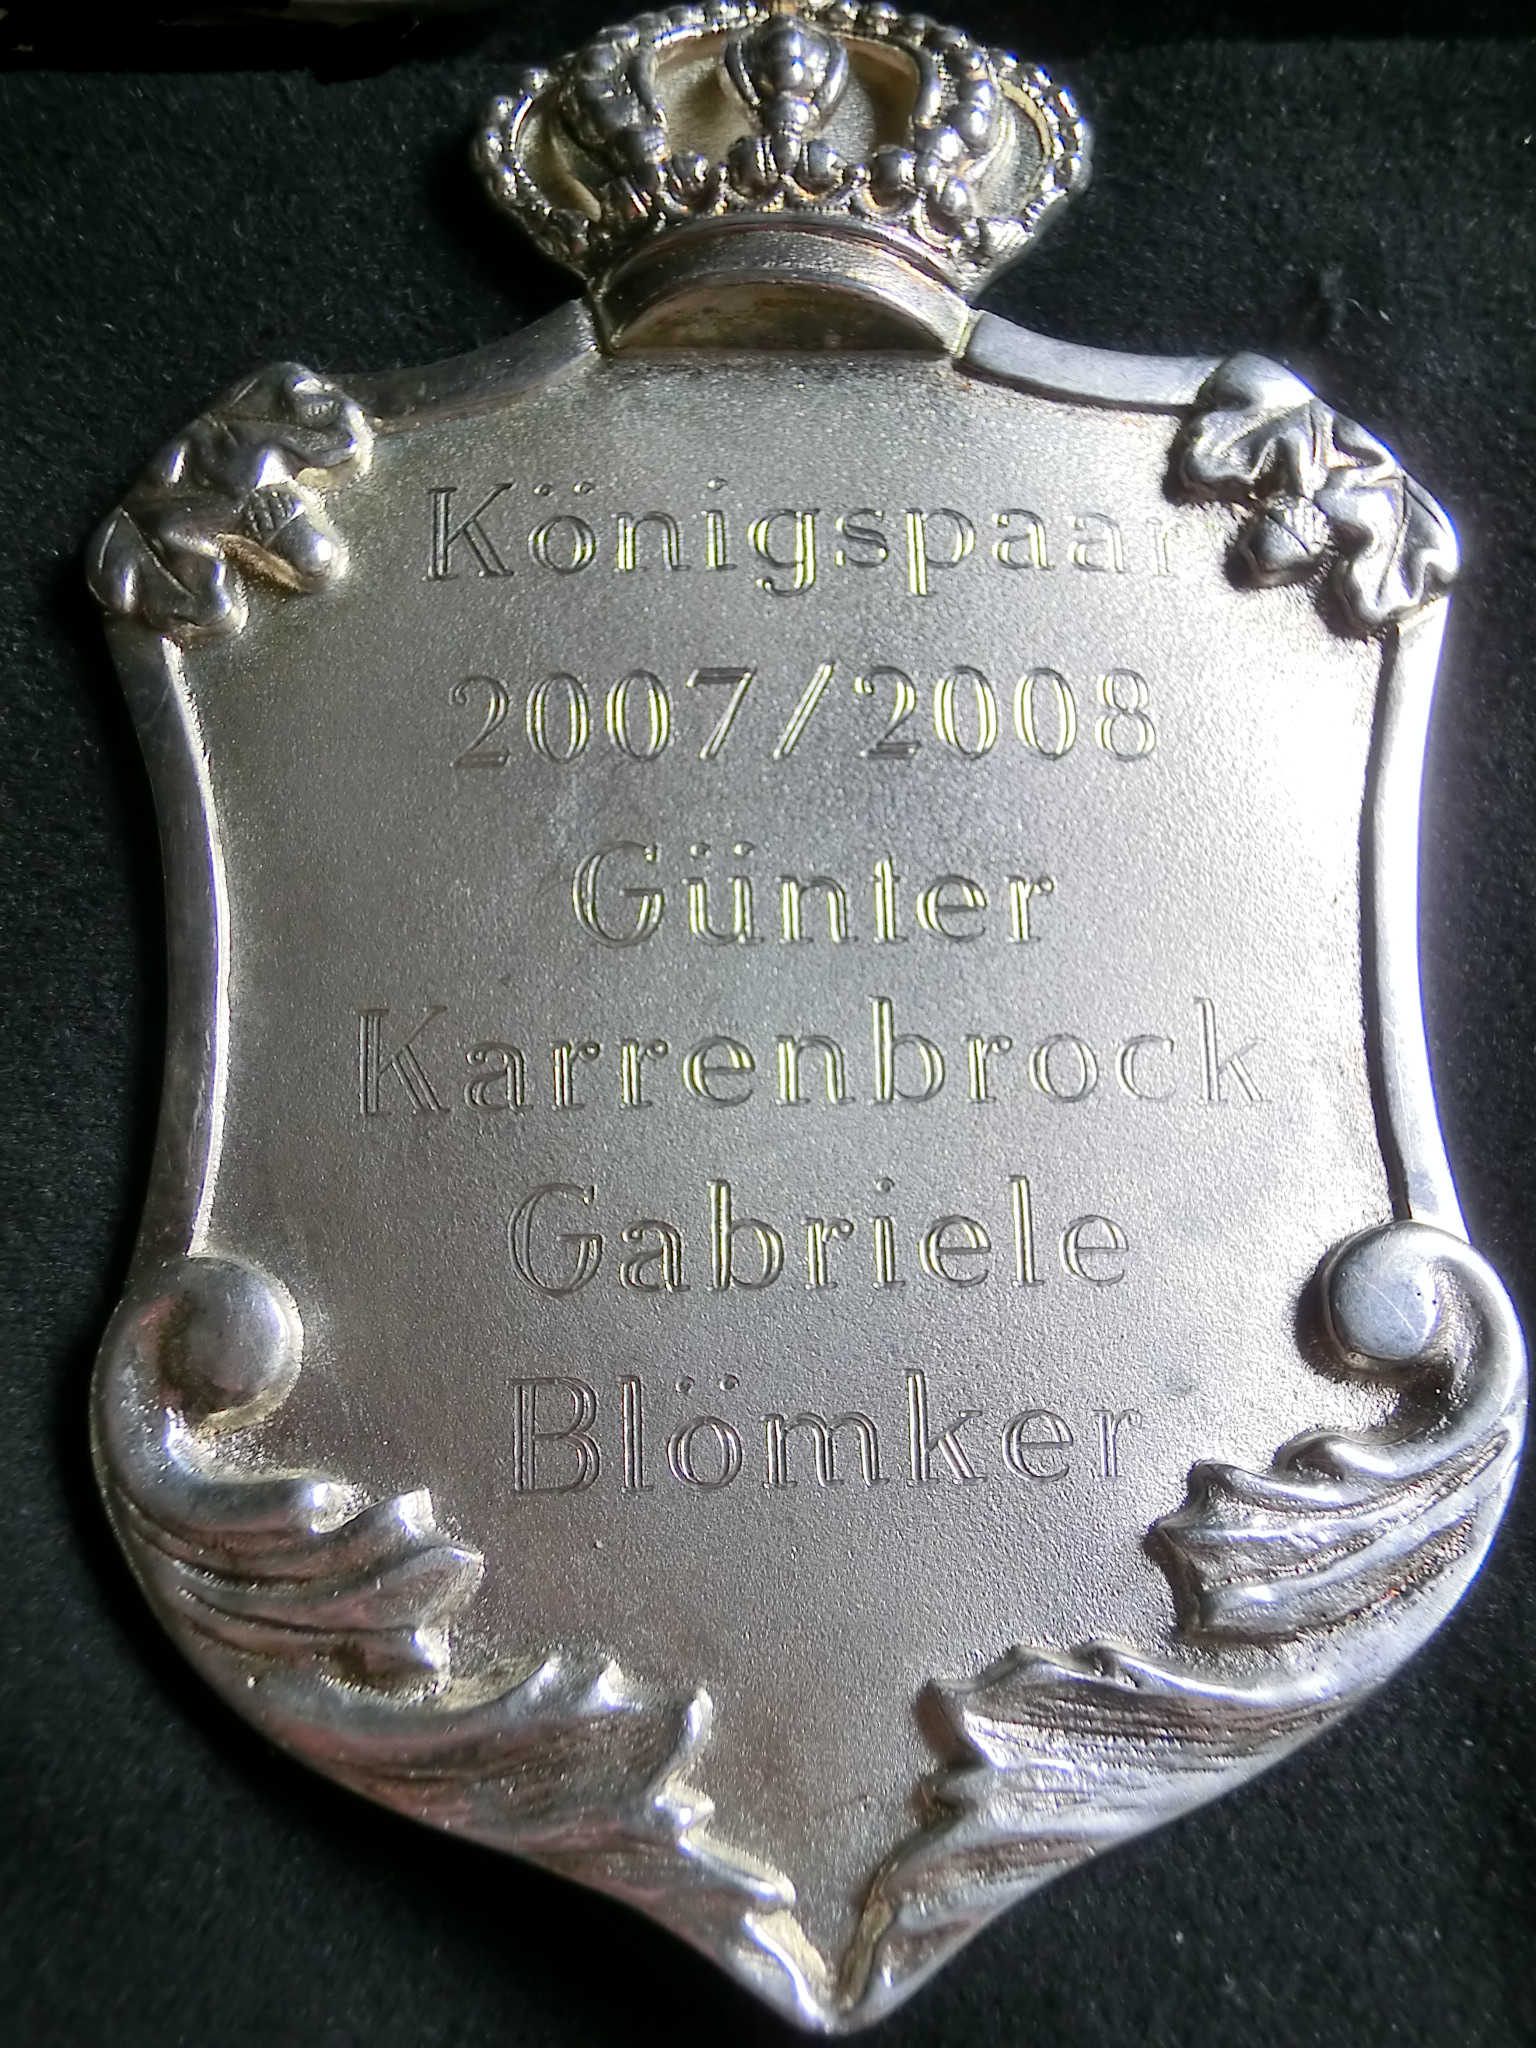 Königspaar
2007/2008
Günter
Karrenbrock
Gabriele
Blömker